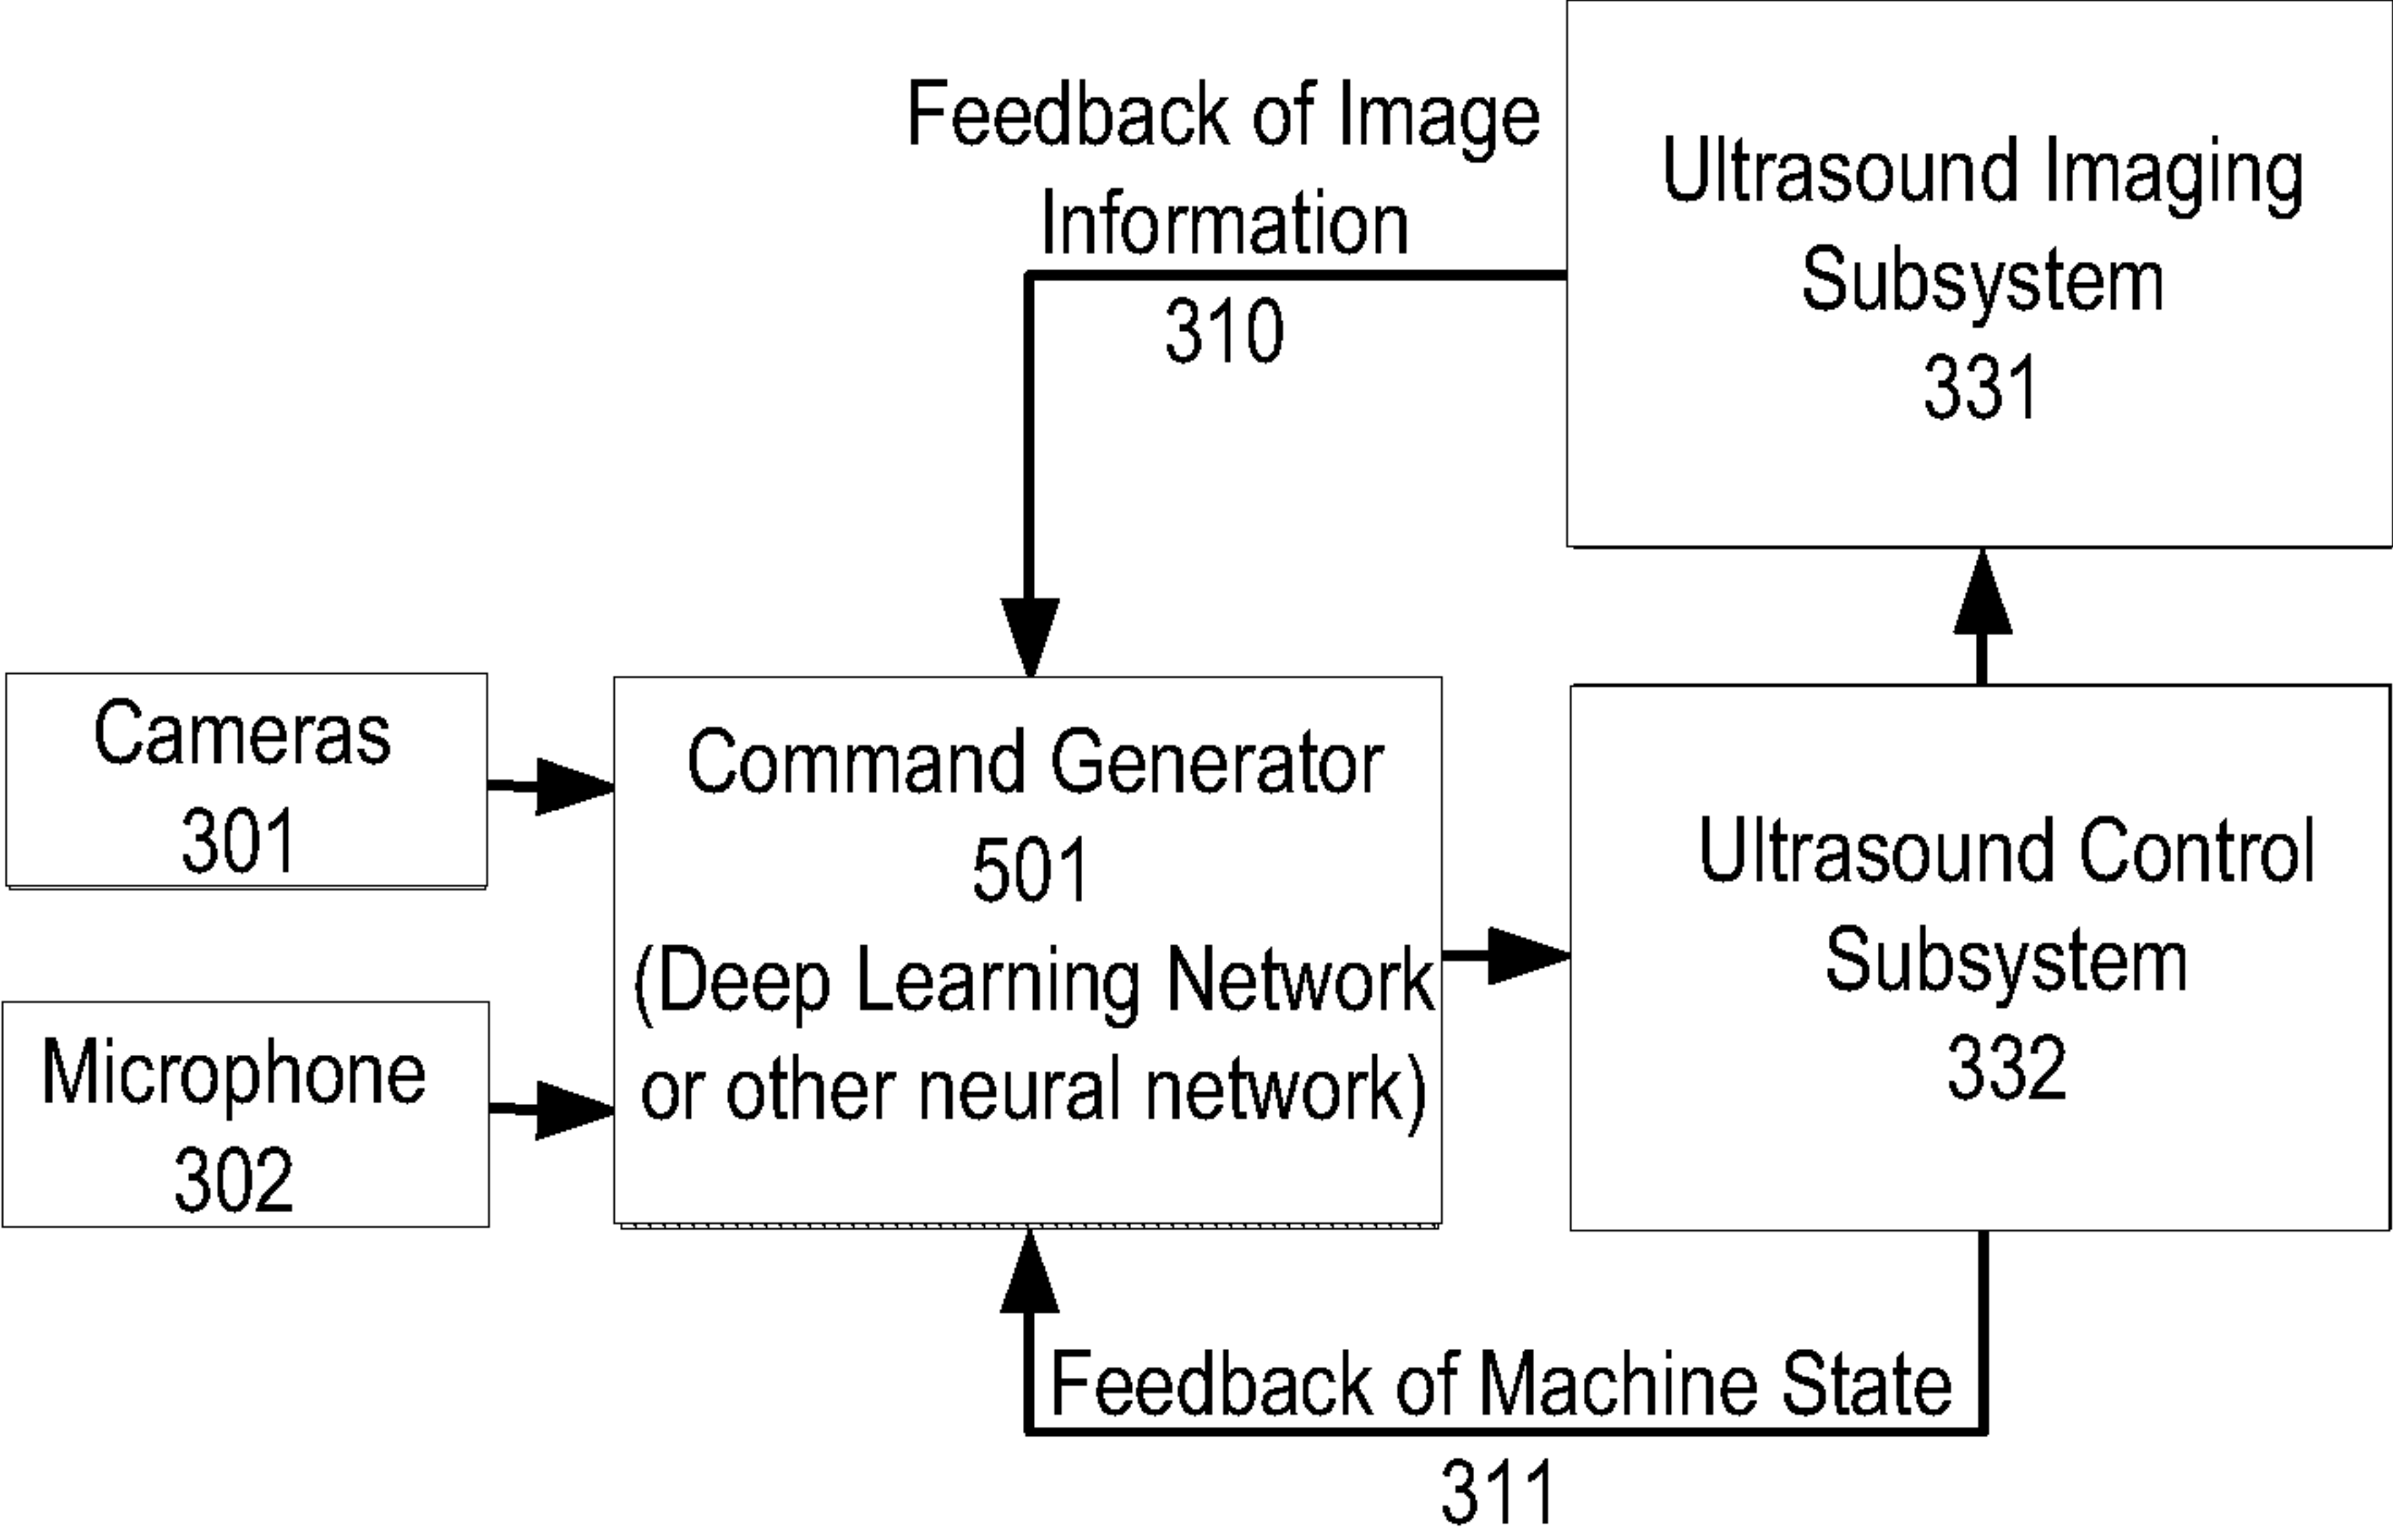 Feedback of Image
Information
310
Ultrasound Imaging
Subsystem
331
Cameras
301
Microphone
302
Command Generator
501
(Deep Learning Network
or other neural network)
Ultrasound Control
Subsystem
332
Feedback of Machine State
311